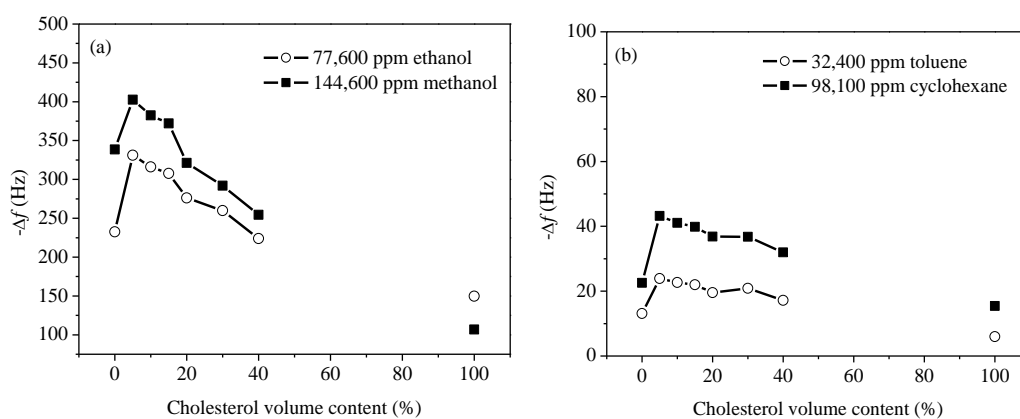 (a)
77,600 ppm ethanol
144,600 ppm methanol
500
450
400
350
300
250
200
150
100
-Δf (Hz)
0 20 40 60 80 100
Cholesterol volume content (%)
(b)
32,400 ppm toluene
98,100 ppm cyclohexane
100
80
60
40
20
0
-Δf (Hz)
0 20 40 60 80 100
Cholesterol volume content (%)